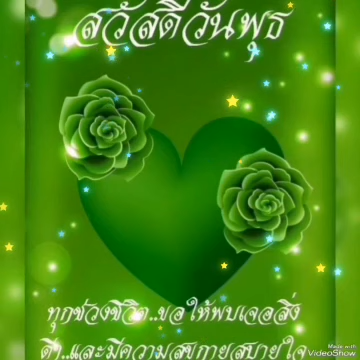 สวัสดีวันพุธ
ทุกช่วงชีวิต..ขอให้พบเจอสิ่ง
ดีๆ..และมีความสุขกายสบายใจ
Made with
VideoShow